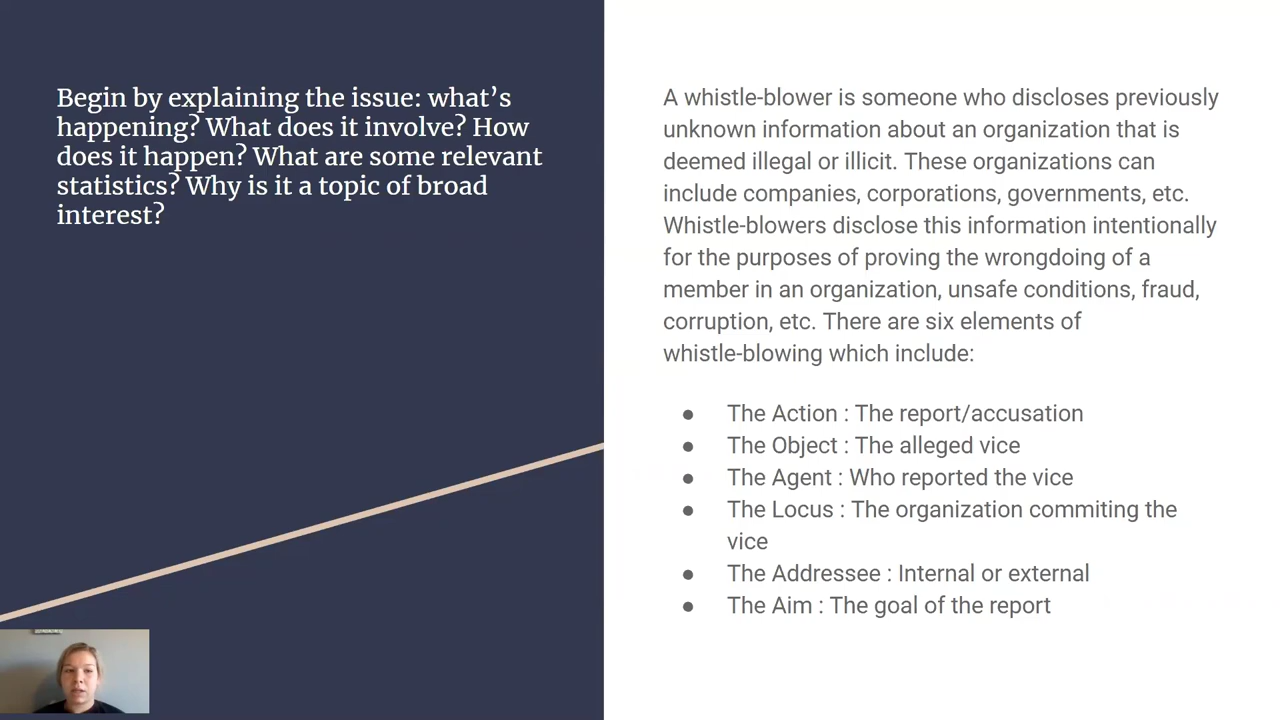 Begin by explaining the issue: what’s
happening? What does it involve? How
does it happen? What are some relevant
statistics? Why is it a topic of broad
interest?
A whistle-blower is someone who discloses previously
unknown information about an organization that is
deemed illegal or illicit. These organizations can
include companies, corporations, governments, etc.
Whistle-blowers disclose this information intentionally
for the purposes of proving the wrongdoing of a
member in an organization, unsafe conditions, fraud,
corruption, etc. There are six elements of
whistle-blowing which include:
● The Action : The report/accusation
● The Object : The alleged vice
● The Agent : Who reported the vice
● The Locus : The organization commiting the
vice
● The Addressee : Internal or external
● The Aim : The goal of the report